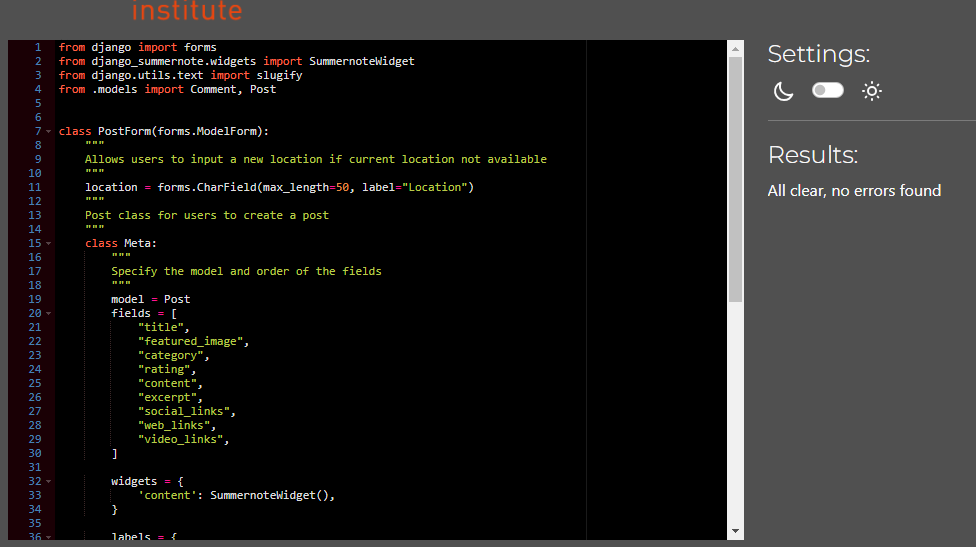 institute
1 from django import forms
2 from django_summernote.widgets import SummernoteWidget
3 from django.utils.text import slugify
4 from .models import Comment, Post
5
6
7 class PostForm(forms.ModelForm):
8     """
9     Allows users to input a new location if current location not available
10     """
11     location = forms.CharField(max_length=50, label="Location")
12     """
13     Post class for users to create a post
14     """
15     class Meta:
16         """
17         Specify the model and order of the fields
18         """
19         model = Post
20         fields = [
21             "title",
22             "featured_image",
23             "category",
24             "rating",
25             "content",
26             "excerpt",
27             "social_links",
28             "web_links",
29             "video_links",
30         ]
31
32         widgets = {
33             'content': SummernoteWidget(),
34         }
35
36         labels = {
Settings:
Results:
All clear, no errors found